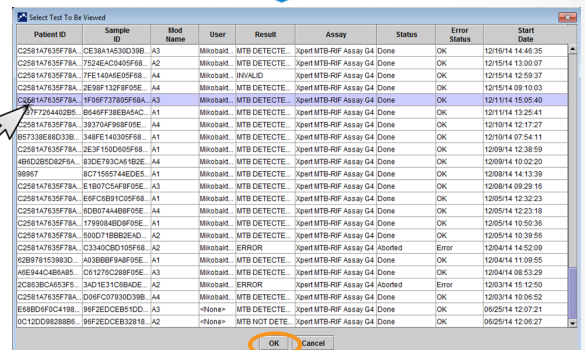 Select Test To Be Viewed
Patient ID Sample ID Mod Name User Result Assay Status Error Status Start Date
C2581A7635F78A... CE38A1A530D39B... A3 Mikobakt... MTB DETECTE... Xpert MTB-RIF Assay G4 Done OK 12/16/14 14:46:35
C2581A7635F78A... 7524EAC0405F68... A2 Mikobakt... MTB DETECTE... Xpert MTB-RIF Assay G4 Done OK 12/15/14 13:00:07
C2581A7635F78A... 7FE140A6E05F68... A4 Mikobakt... INVALID Xpert MTB-RIF Assay G4 Done OK 12/15/14 12:59:37
C2581A7635F78A... 2E98F132F8F05E... A4 Mikobakt... MTB DETECTE... Xpert MTB-RIF Assay G4 Done OK 12/15/14 09:10:03
C2581A7635F78A... 1F06F737805F68A... A3 Mikobakt... MTB DETECTE... Xpert MTB-RIF Assay G4 Done OK 12/11/14 15:05:40
B646FF38EBA5AC... A1 Mikobakt... MTB DETECTE... Xpert MTB-RIF Assay G4 Done OK 12/11/14 13:25:41
C2581A7635F78A... 39370AF968F05E... A4 Mikobakt... MTB DETECTE... Xpert MTB-RIF Assay G4 Done OK 12/10/14 12:17:27
B57338E88D33B... 348FE140305F68... A1 Mikobakt... MTB DETECTE... Xpert MTB-RIF Assay G4 Done OK 12/10/14 07:54:11
C2581A7635F78A... 2E3F150D605F68... A1 Mikobakt... MTB DETECTE... Xpert MTB-RIF Assay G4 Done OK 12/09/14 12:38:59
4B6D2B5D82F6A... 83DE793CA61B2E... A4 Mikobakt... MTB DETECTE... Xpert MTB-RIF Assay G4 Done OK 12/09/14 10:02:20
98967 8C71565744EDE5... A1 Mikobakt... MTB DETECTE... Xpert MTB-RIF Assay G4 Done OK 12/08/14 14:13:39
C2581A7635F78A... E1B07C5AF8F05E... A3 Mikobakt... MTB DETECTE... Xpert MTB-RIF Assay G4 Done OK 12/08/14 09:29:16
C2581A7635F78A... E6FC6B91C05F68... A1 Mikobakt... MTB DETECTE... Xpert MTB-RIF Assay G4 Done OK 12/05/14 12:32:23
C2581A7635F78A... 6DB074A4B8F05E... A4 Mikobakt... MTB DETECTE... Xpert MTB-RIF Assay G4 Done OK 12/05/14 12:23:18
C2581A7635F78A... 1799084BD8F05E... A1 Mikobakt... MTB DETECTE... Xpert MTB-RIF Assay G4 Done OK 12/05/14 10:50:36
C2581A7635F78A... 500D71BBB2EAD... A2 Mikobakt... MTB DETECTE... Xpert MTB-RIF Assay G4 Done OK 12/05/14 10:39:56
C2581A7635F78A... C3340CBD105F68... A2 Mikobakt... ERROR Xpert MTB-RIF Assay G4 Aborted Error 12/04/14 14:52:09
62B978153983D... A03BBBF9A8F05E... A1 Mikobakt... MTB DETECTE... Xpert MTB-RIF Assay G4 Done OK 12/04/14 11:09:55
A6E944C4B6A85... C61276C288F05E... A3 Mikobakt... MTB DETECTE... Xpert MTB-RIF Assay G4 Done OK 12/04/14 08:53:29
2C863BCA653F5... 3AD1E31C6BADE... A2 Mikobakt... ERROR Xpert MTB-RIF Assay G4 Aborted Error 12/03/14 15:12:50
C2581A7635F78A... D06FC07930D39B... A4 Mikobakt... MTB DETECTE... Xpert MTB-RIF Assay G4 Done OK 12/03/14 10:06:52
E68BD6F0C4198... 96F2EDCEB51DD... A3 <None> MTB DETECTE... Xpert MTB-RIF Assay G4 Done OK 06/25/14 12:07:21
0C12DD98288B6... 96F2EDCEB32818... A2 <None> MTB NOT DETE... Xpert MTB-RIF Assay G4 Done OK 06/25/14 12:06:27
OK Cancel